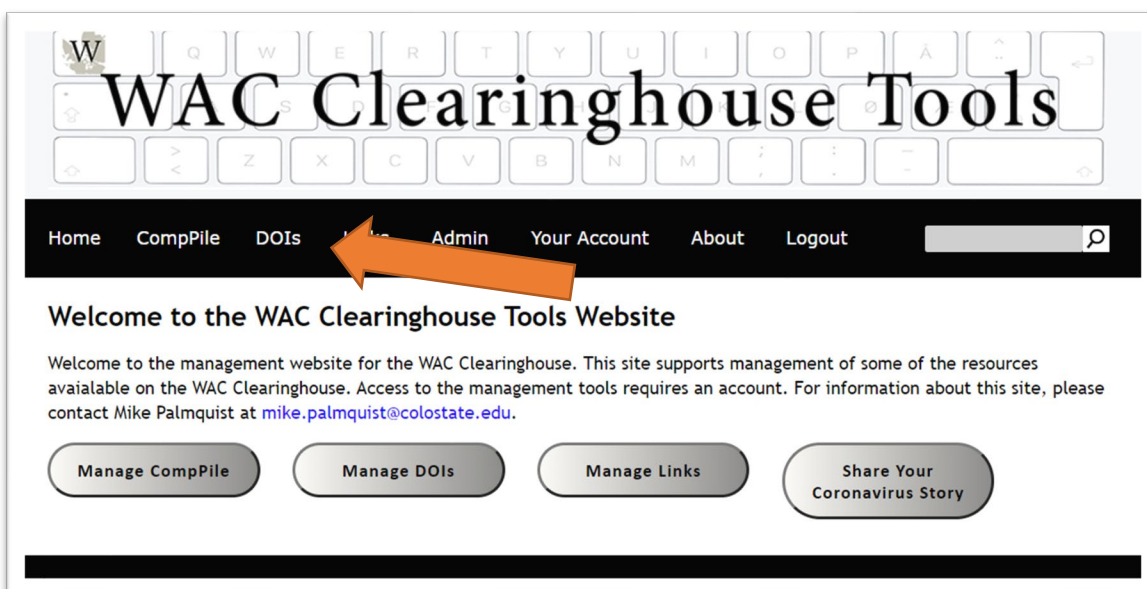 W
Q W E R T Y U I O P Å
WAC Clearinghouse Tools
> Z X C V B N M ; : _
< , . -
Home CompPile DOIs Admin Your Account About Logout
Welcome to the WAC Clearinghouse Tools Website
Welcome to the management website for the WAC Clearinghouse. This site supports management of some of the resources
avaialable on the WAC Clearinghouse. Access to the management tools requires an account. For information about this site, please
contact Mike Palmquist at mike.palmquist@colostate.edu.
Manage CompPile Manage DOIs Manage Links Share Your
Coronavirus Story